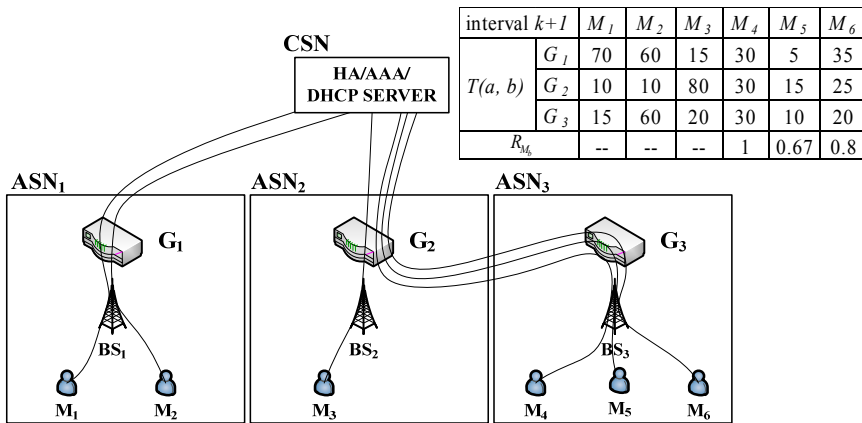 interval k+1 M1 M2 M3 M4 M5 M6
T(a, b)
G1 70 60 15 30 5 35
G2 10 10 80 30 15 25
G3 15 60 20 30 10 20
RMb -- -- -- 1 0.67 0.8
CSN
HA/AAA/
DHCP SERVER
ASN1 ASN2 ASN3
G1 G2 G3
BS1 BS2 BS3
M1 M2 M3 M4 M5 M6